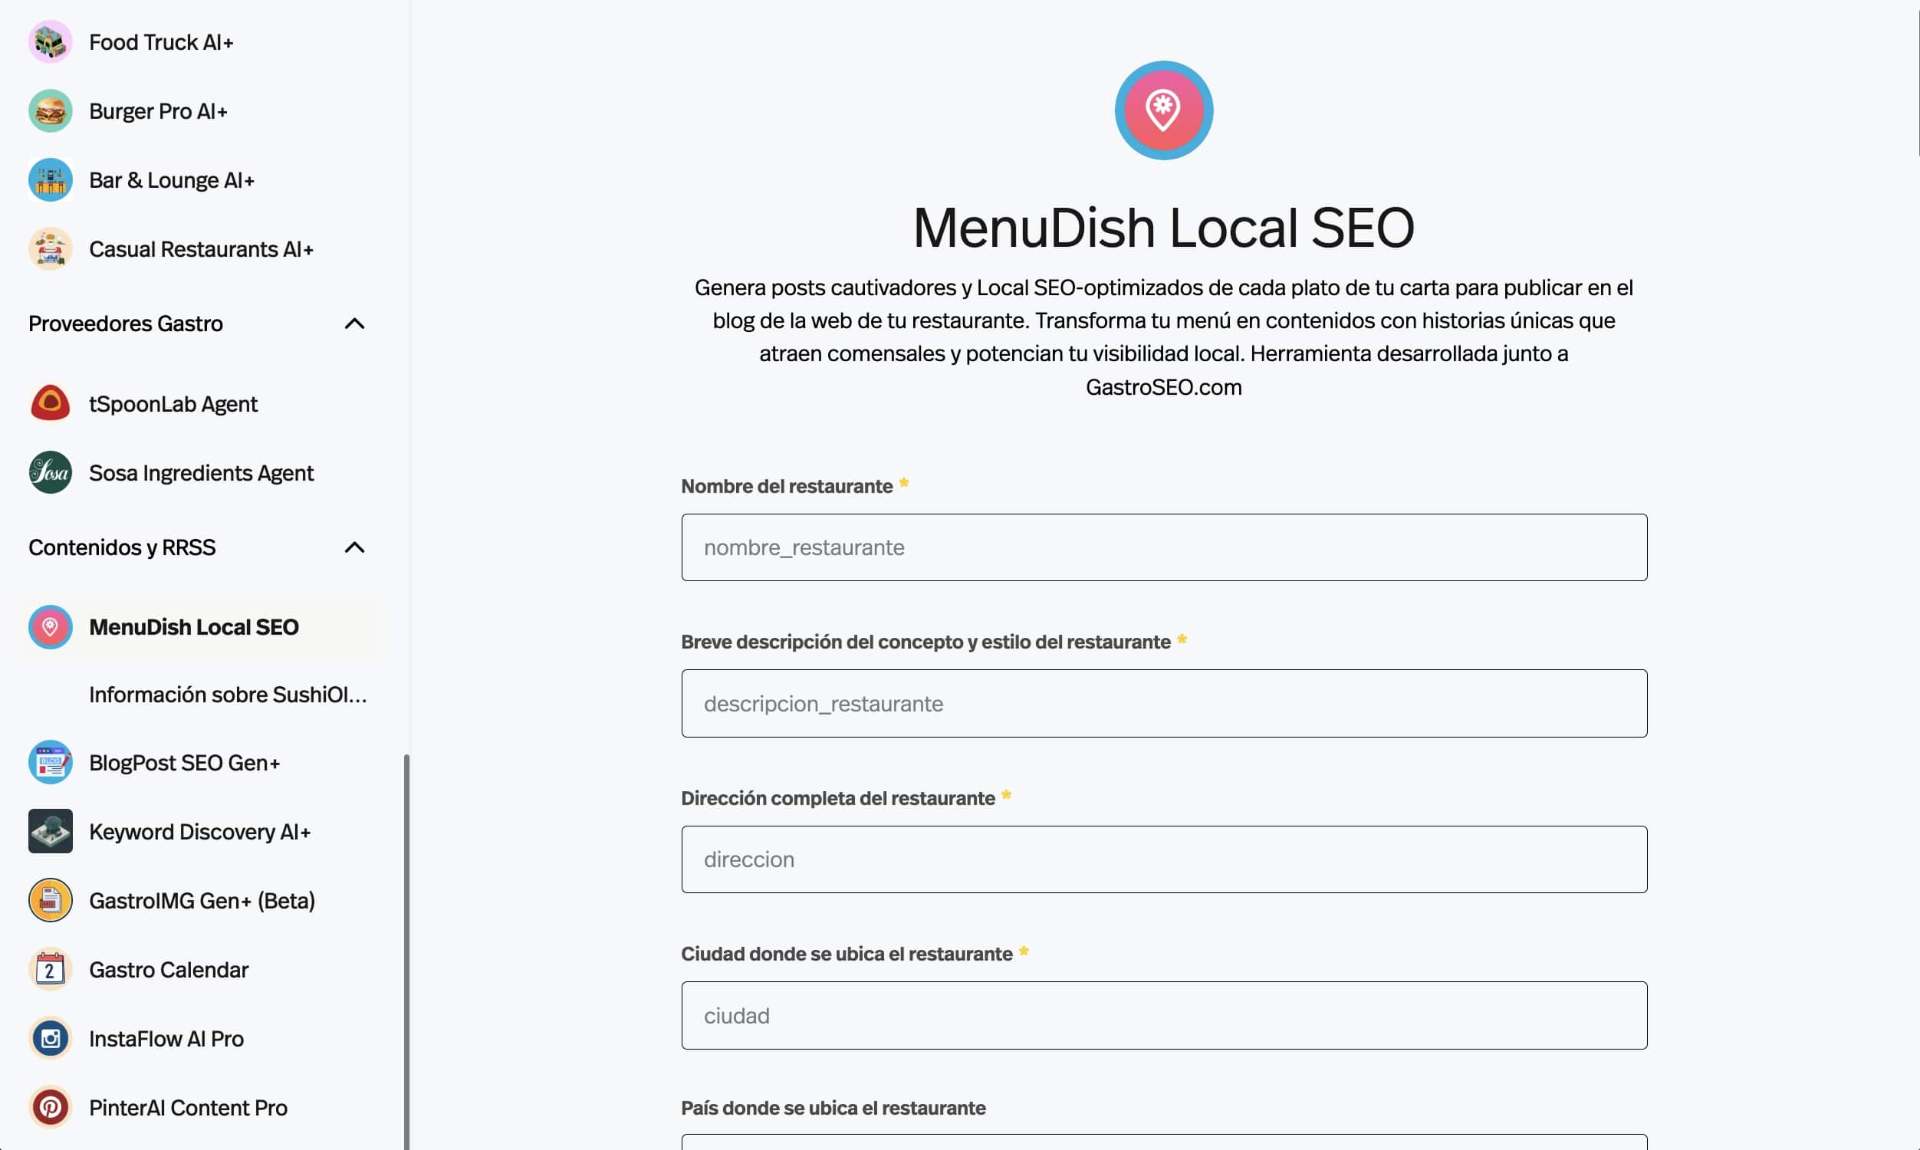 Food Truck AI+
Burger Pro AI+
Bar & Lounge AI+
Casual Restaurants AI+
Proveedores Gastro
tSpoonLab Agent
Sosa
Sosa Ingredients Agent
Contenidos y RRSS
MenuDish Local SEO
Información sobre SushiOl...
BLOG
BlogPost SEO Gen+
Keyword Discovery AI+
GastroIMG Gen+ (Beta)
2
Gastro Calendar
InstaFlow AI Pro
PinterAI Content Pro
MenuDish Local SEO
Genera posts cautivadores y Local SEO-optimizados de cada plato de tu carta para publicar en el
blog de la web de tu restaurante. Transforma tu menú en contenidos con historias únicas que
atraen comensales y potencian tu visibilidad local. Herramienta desarrollada junto a
GastroSEO.com
Nombre del restaurante *
nombre_restaurante
Breve descripción del concepto y estilo del restaurante *
descripcion_restaurante
Dirección completa del restaurante *
direccion
Ciudad donde se ubica el restaurante *
ciudad
País donde se ubica el restaurante